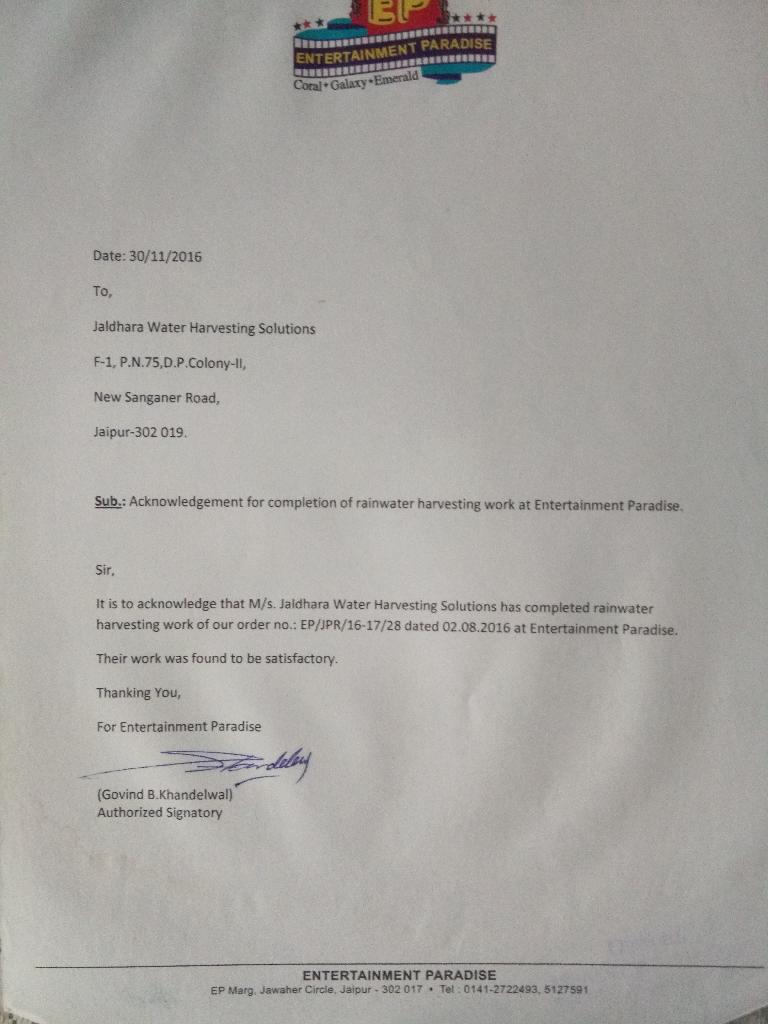 EP
ENTERTAINMENT PARADISE
Coral • Galaxy • Emerald
Date: 30/11/2016
To,
Jaldhara Water Harvesting Solutions
F-1, P.N.75,D.P.Colony-II,
New Sanganer Road,
Jaipur-302 019.
Sub.: Acknowledgement for completion of rainwater harvesting work at Entertainment Paradise.
Sir,
It is to acknowledge that M/s. Jaldhara Water Harvesting Solutions has completed rainwater
harvesting work of our order no.: EP/JPR/16-17/28 dated 02.08.2016 at Entertainment Paradise.
Their work was found to be satisfactory.
Thanking You,
For Entertainment Paradise
(Govind B.Khandelwal)
Authorized Signatory
ENTERTAINMENT PARADISE
EP Marg, Jawaher Circle, Jaipur - 302 017 • Tel : 0141-2722493, 5127591